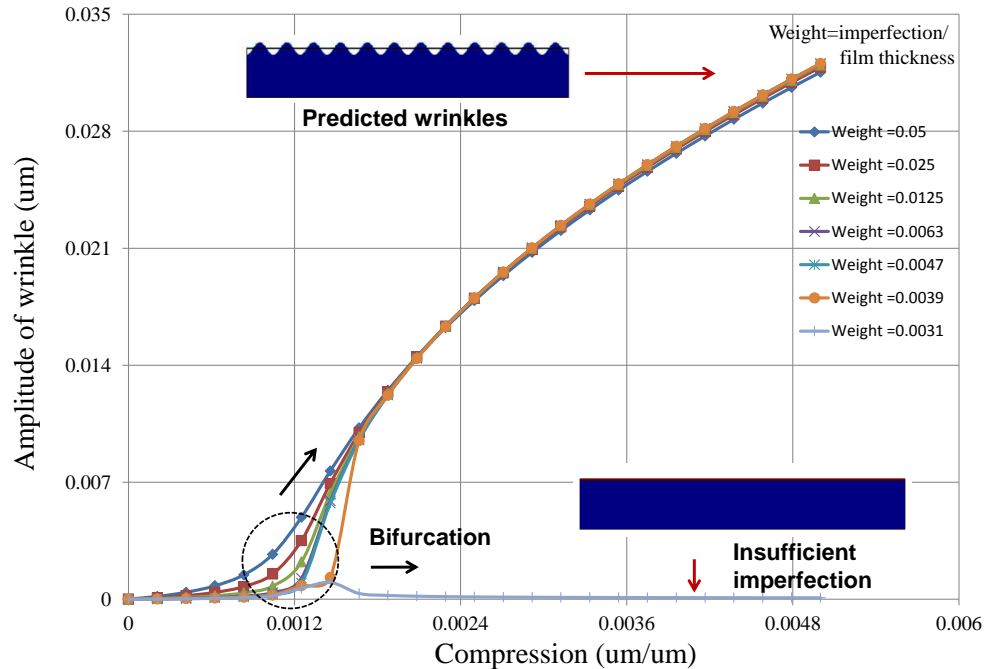 0.035
0.028
0.021
0.014
0.007
0
Amplitude of wrinkle (um)
Predicted wrinkles
Weight=imperfection/
film thickness
Weight =0.05
Weight =0.025
Weight =0.0125
Weight =0.0063
Weight =0.0047
Weight =0.0039
Weight =0.0031
Bifurcation
Insufficient
imperfection
0 0.0012 0.0024 0.0036 0.0048 0.006
Compression (um/um)